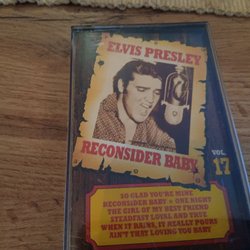 ELVIS PRESLEY
RECONSIDER BABY
VOL.
17
SO GLAD YOU'RE MINE
RECONSIDER BABY ★ ONE NIGHT
THE GIRL OF MY BEST FRIEND
STEADFAST LOYAL AND TRUE
WHEN IT RAINS, IT REALLY POURS
AIN'T THAT LOVING YOU BABY